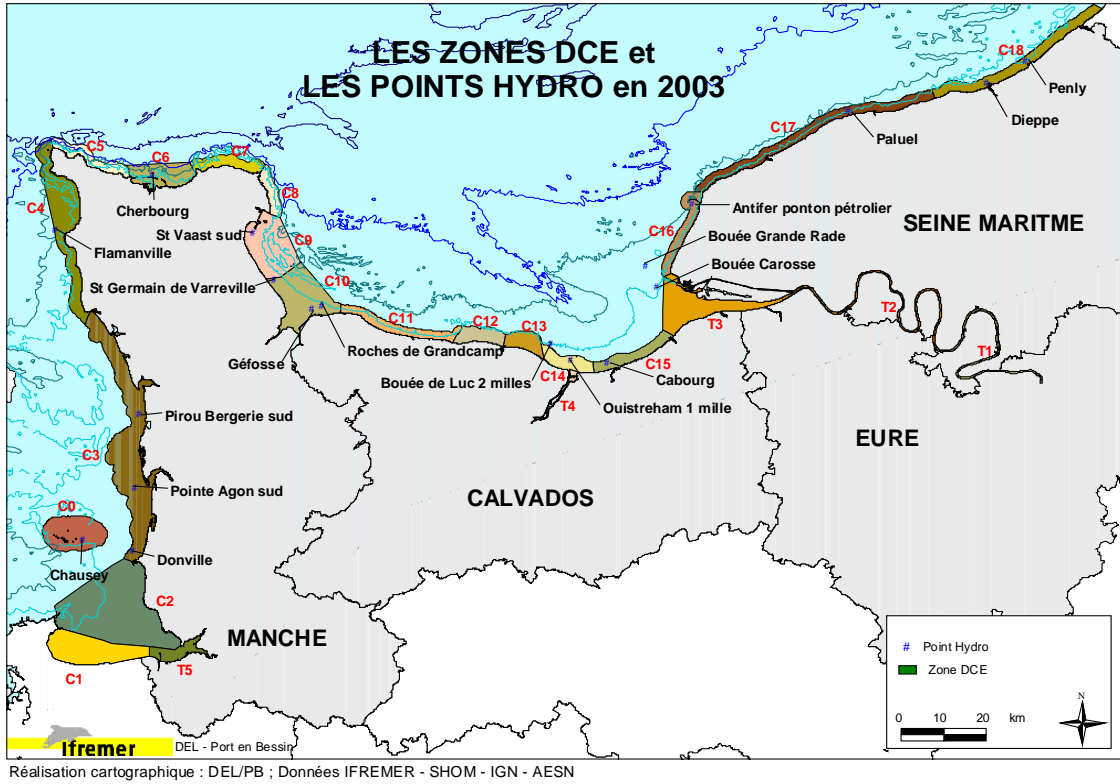 LES ZONES DCE et
LES POINTS HYDRO en 2003
C18
Penly
Dieppe
C17
Paluel
C5
C6
C7
C4
Cherbourg
C8
St Vaast sud
C9
Flamanville
Antifer ponton pétrolier
SEINE MARITME
C16
Bouée Grande Rade
Bouée Carosse
St Germain de Varreville
C10
C11
C12
C13
T3
T2
T1
Géfosse
Roches de Grandcamp
Bouée de Luc 2 milles
C14
C15
Cabourg
T4
Ouistreham 1 mille
Pirou Bergerie sud
EURE
C3
Pointe Agon sud
CALVADOS
C0
Chausey
Donville
C2
MANCHE
C1
T5
# Point Hydro
Zone DCE
0 10 20 km
N
Ifremer
DEL - Port en Bessin
Réalisation cartographique : DEL/PB ; Données IFREMER - SHOM - IGN - AESN